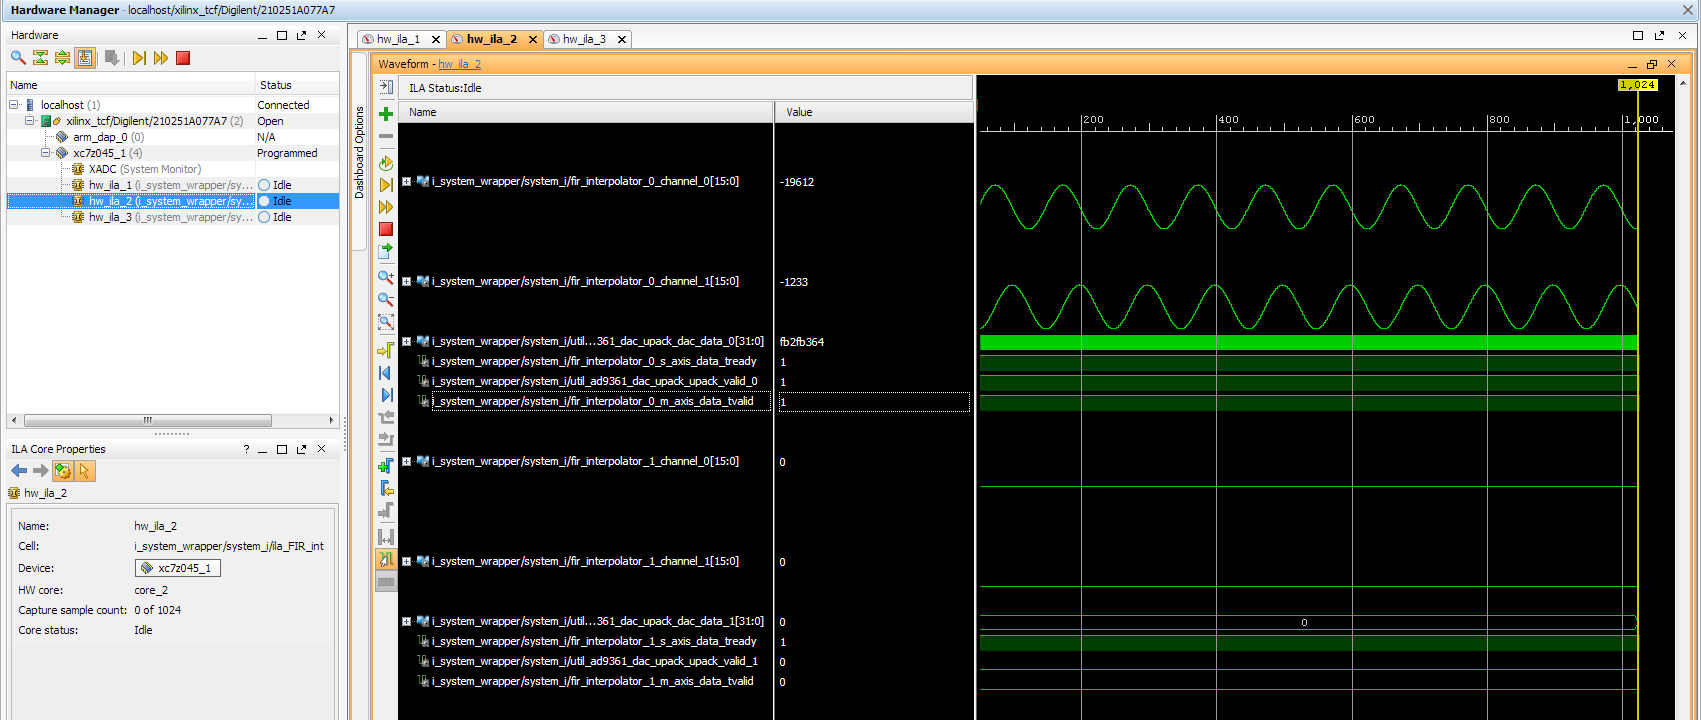 Hardware Manager - localhost/xilinx_tcf/Digilent/210251A077A7
Hardware
Name Status
localhost (1) Connected
xilinx_tcf/Digilent/210251A077A7 (2) Open
arm_dap_0 (0) N/A
xc7z045_1 (4) Programmed
XADC (System Monitor)
hw_ila_1 (i_system_wrapper/sy... Idle
hw_ila_2 (i_system_wrapper/sy... Idle
hw_ila_3 (i_system_wrapper/sy... Idle
ILA Core Properties
hw_ila_2
Name: hw_ila_2
Cell: i_system_wrapper/system_i/ila_FIR_int
Device: xc7z045_1
HW core: core_2
Capture sample count: 0 of 1024
Core status: Idle
hw_ila_1 hw_ila_2 hw_ila_3
Dashboard Options
Waveform - hw_ila_2
ILA Status:Idle
Name Value
1,024
200 400 600 800 1,000
i_system_wrapper/system_i/fir_interpolator_0_channel_0[15:0] -19612
i_system_wrapper/system_i/fir_interpolator_0_channel_1[15:0] -1233
i_system_wrapper/system_i/util...361_dac_upack_dac_data_0[31:0] fb2fb364
i_system_wrapper/system_i/fir_interpolator_0_s_axis_data_tready 1
i_system_wrapper/system_i/util_ad9361_dac_upack_upack_valid_0 1
i_system_wrapper/system_i/fir_interpolator_0_m_axis_data_tvalid 1
i_system_wrapper/system_i/fir_interpolator_1_channel_0[15:0] 0
i_system_wrapper/system_i/fir_interpolator_1_channel_1[15:0] 0
i_system_wrapper/system_i/util...361_dac_upack_dac_data_1[31:0] 0 0
i_system_wrapper/system_i/fir_interpolator_1_s_axis_data_tready 1
i_system_wrapper/system_i/util_ad9361_dac_upack_upack_valid_1 0
i_system_wrapper/system_i/fir_interpolator_1_m_axis_data_tvalid 0